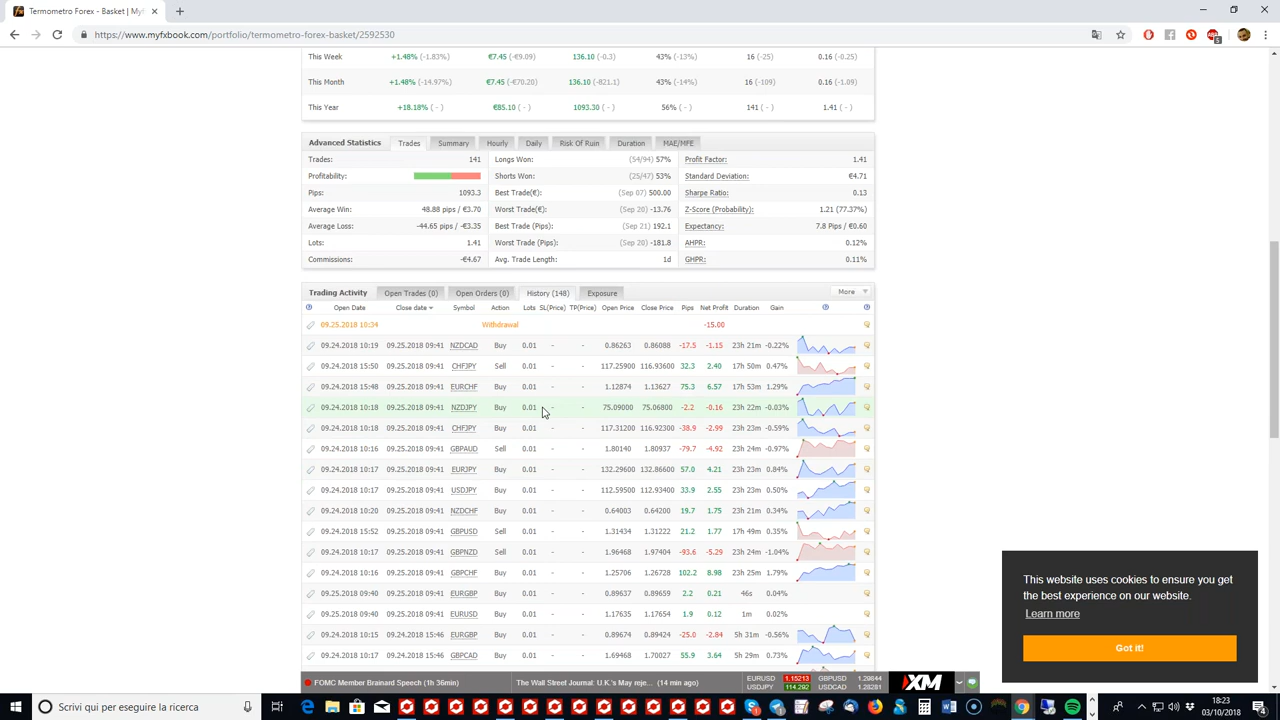 Termometro Forex - Basket | My
https://www.myfxbook.com/portfolio/termometro-forex-basket/2592530
This Week +1.48% (-1.83%) €7.45 (-€9.09) 136.10 (-0.3) 43% (-13%) 16 (-25) 0.16 (-0.25)
This Month +1.48% (-14.97%) €7.45 (-€70.20) 136.10 (-821.1) 43% (-14%) 16 (-109) 0.16 (-1.09)
This Year +18.18% ( - ) €85.10 ( - ) 1093.30 ( - ) 56% ( - ) 141 ( - ) 1.41 ( - )
Advanced Statistics Trades Summary Hourly Daily Risk Of Ruin Duration MAE/MFE
Trades: 141 Longs Won: (54/94) 57% Profit Factor: 1.41
Profitability: Shorts Won: (25/47) 53% Standard Deviation: €4.71
Pips: 1093.3 Best Trade(€): (Sep 07) 500.00 Sharpe Ratio: 0.13
Average Win: 48.88 pips / €3.70 Worst Trade(€): (Sep 20) -13.76 Z-Score (Probability): 1.21 (77.37%)
Average Loss: -44.65 pips / -€3.35 Best Trade (Pips): (Sep 21) 192.1 Expectancy: 7.8 Pips / €0.60
Lots: 1.41 Worst Trade (Pips): (Sep 20) -181.8 AHPR: 0.12%
Commissions: -€4.67 Avg. Trade Length: 1d GHPR: 0.11%
Trading Activity Open Trades (0) Open Orders (0) History (148) Exposure More
Open Date Close date Symbol Action Lots SL(Price) TP(Price) Open Price Close Price Pips Net Profit Duration Gain
09.25.2018 10:34 Withdrawal -15.00
09.24.2018 10:19 09.25.2018 09:41 NZDCAD Buy 0.01 - - 0.86263 0.86088 -17.5 -1.15 23h 21m -0.22%
09.24.2018 15:50 09.25.2018 09:41 CHFJPY Sell 0.01 - - 117.25900 116.93600 32.3 2.40 17h 50m 0.47%
09.24.2018 15:48 09.25.2018 09:41 EURCHF Buy 0.01 - - 1.12874 1.13627 75.3 6.57 17h 53m 1.29%
09.24.2018 10:18 09.25.2018 09:41 NZDJPY Buy 0.01 - - 75.09000 75.06800 -2.2 -0.16 23h 22m -0.03%
09.24.2018 10:18 09.25.2018 09:41 CHFJPY Buy 0.01 - - 117.31200 116.92300 -38.9 -2.99 23h 23m -0.59%
09.24.2018 10:16 09.25.2018 09:41 GBPAUD Sell 0.01 - - 1.80140 1.80937 -79.7 -4.92 23h 24m -0.97%
09.24.2018 10:17 09.25.2018 09:41 EURJPY Buy 0.01 - - 132.29600 132.86600 57.0 4.21 23h 23m 0.84%
09.24.2018 10:17 09.25.2018 09:41 USDJPY Buy 0.01 - - 112.59500 112.93400 33.9 2.55 23h 23m 0.50%
09.24.2018 10:20 09.25.2018 09:41 NZDCHF Buy 0.01 - - 0.64003 0.64200 19.7 1.75 23h 21m 0.34%
09.24.2018 15:52 09.25.2018 09:41 GBPUSD Sell 0.01 - - 1.31434 1.31222 21.2 1.77 17h 49m 0.35%
09.24.2018 10:17 09.25.2018 09:41 GBPNZD Sell 0.01 - - 1.96468 1.97404 -93.6 -5.29 23h 24m -1.04%
09.24.2018 10:16 09.25.2018 09:41 GBPCHF Buy 0.01 - - 1.25706 1.26728 102.2 8.98 23h 25m 1.79%
09.25.2018 09:40 09.25.2018 09:41 EURGBP Buy 0.01 - - 0.89637 0.89659 2.2 0.21 46s 0.04%
09.25.2018 09:40 09.25.2018 09:41 EURUSD Buy 0.01 - - 1.17635 1.17654 1.9 0.12 1m 0.02%
09.24.2018 10:15 09.24.2018 15:46 EURGBP Buy 0.01 - - 0.89674 0.89424 -25.0 -2.84 5h 31m -0.56%
09.24.2018 10:17 09.24.2018 15:46 GBPCAD Buy 0.01 - - 1.69468 1.70027 55.9 3.64 5h 29m 0.73%
This website uses cookies to ensure you get
the best experience on our website.
Learn more
Got it!
FOMC Member Brainard Speech (1h 36min) The Wall Street Journal: U.K.'s May reje... (14 min ago) EURUSD 1.15213 GBPUSD 1.29644 XM
USDJPY 114.292 USDCAD 1.28281
Scrivi qui per eseguire la ricerca
18:23
03/10/2018